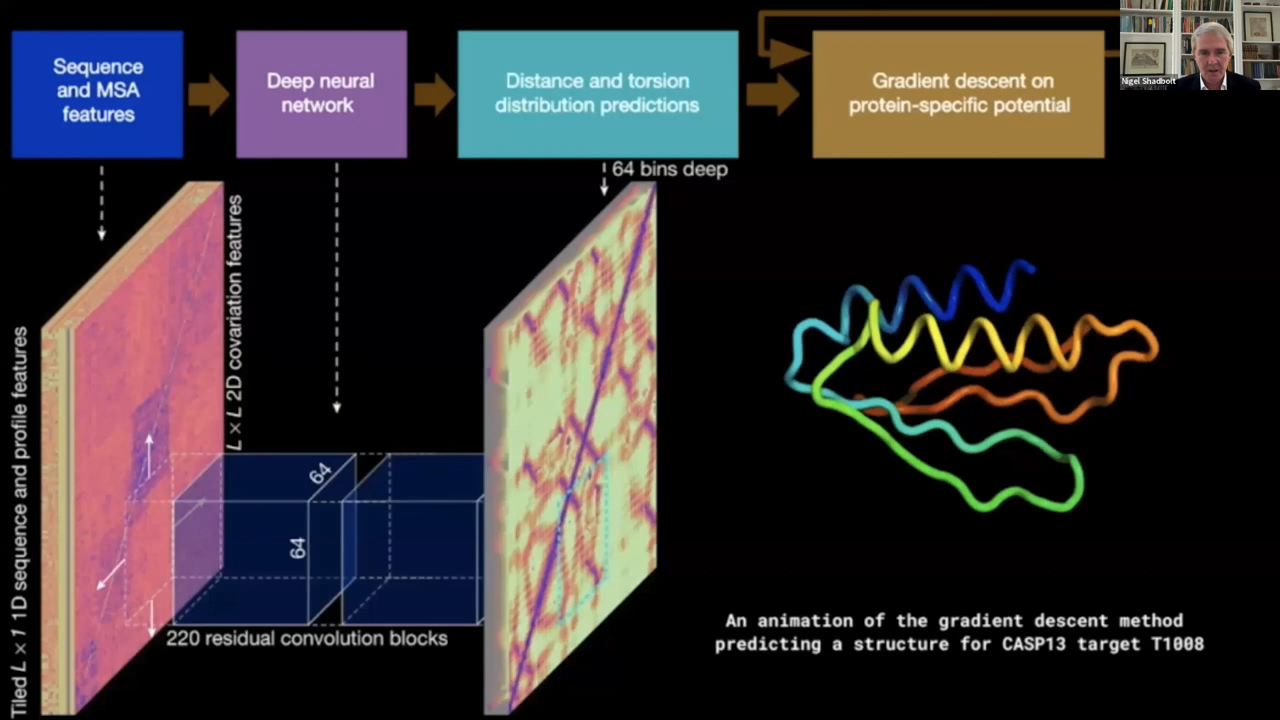 Sequence
and MSA
features
Deep neural
network
Distance and torsion
distribution predictions
Gradient descent on
protein-specific potential
Nigel Shadbolt
64 bins deep
Tiled L × 1 1D sequence and profile features
L × L 2D covariation features
64
64
220 residual convolution blocks
An animation of the gradient descent method
predicting a structure for CASP13 target T1008